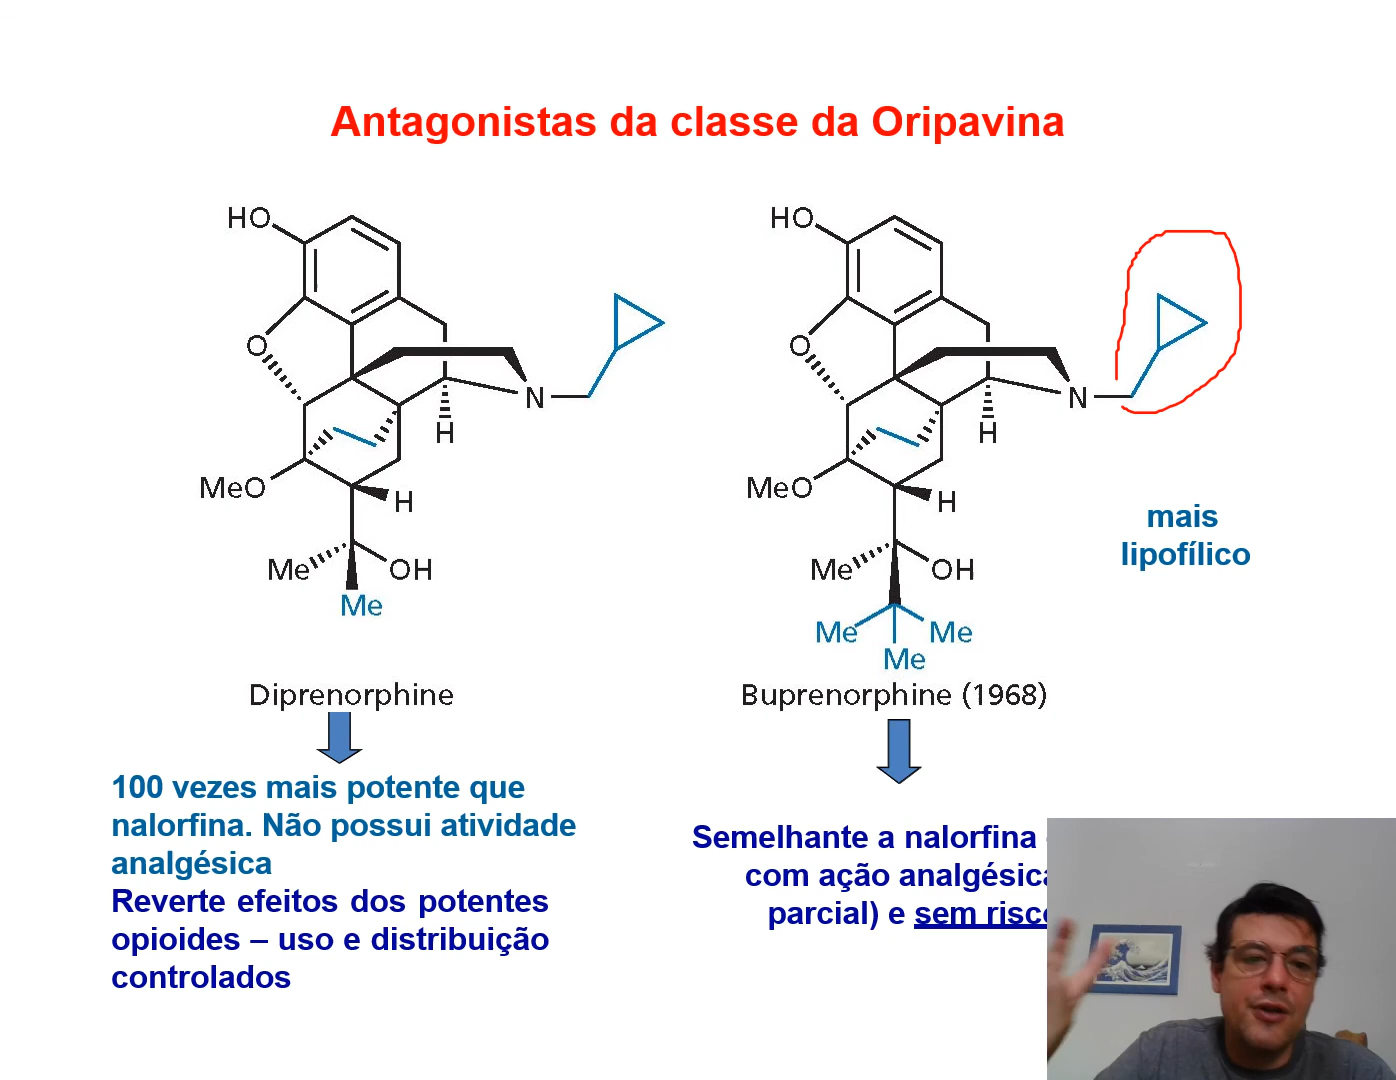 Antagonistas da classe da Oripavina
HO
O
N
H
MeO
H
Me
OH
Me
Diprenorphine
HO
O
N
H
MeO
H
Me
OH
Me
Me
Me
Buprenorphine (1968)
mais
lipofílico
100 vezes mais potente que
nalorfina. Não possui atividade
analgésica
Reverte efeitos dos potentes
opioides – uso e distribuição
controlados
Semelhante a nalorfina
com ação analgésica
parcial) e sem risco